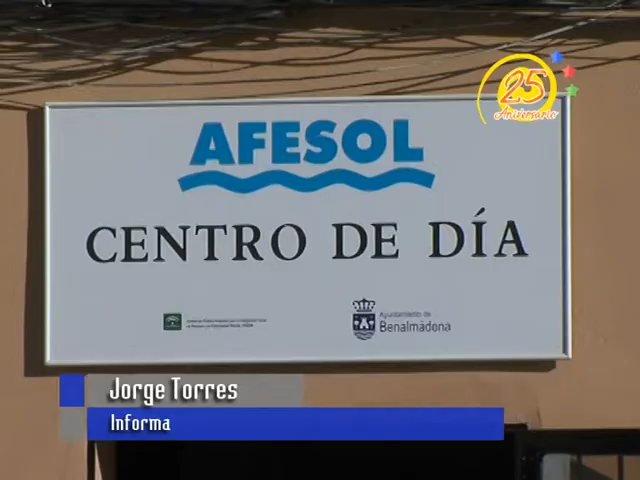 25
Aniversario
AFESOL
CENTRO DE DÍA
Ayuntamiento de
Benalmádena
Jorge Torres
Informa